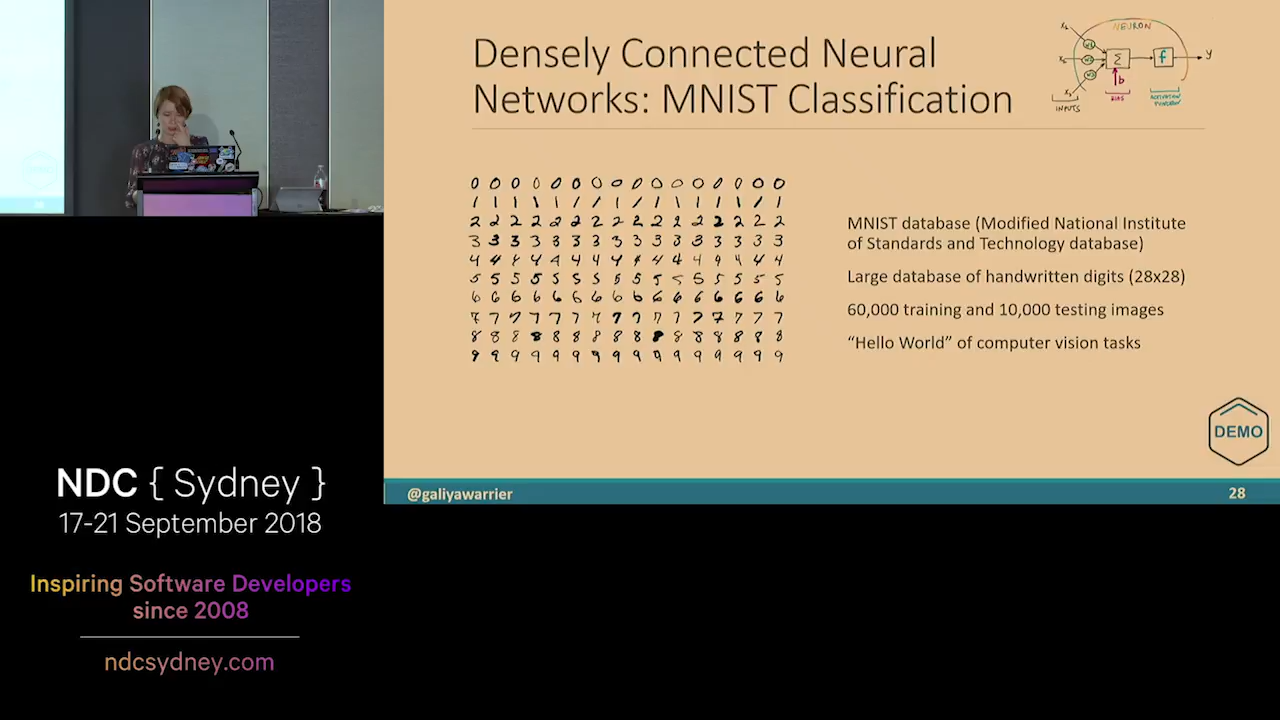 Densely Connected Neural
Networks: MNIST Classification
NEURON
INPUTS
BIAS
b
Σ
f
y
0 0 0 0 0 0 0 0 0 0 0 0 0 0 0 0
1 1 1 1 1 1 1 1 1 1 1 1 1 1 1 1
2 2 2 2 2 2 2 2 2 2 2 2 2 2 2 2
3 3 3 3 3 3 3 3 3 3 3 3 3 3 3 3
4 4 4 4 4 4 4 4 4 4 4 4 4 4 4 4
5 5 5 5 5 5 5 5 5 5 5 5 5 5 5 5
6 6 6 6 6 6 6 6 6 6 6 6 6 6 6 6
7 7 7 7 7 7 7 7 7 7 7 7 7 7 7 7
8 8 8 8 8 8 8 8 8 8 8 8 8 8 8 8
9 9 9 9 9 9 9 9 9 9 9 9 9 9 9 9
MNIST database (Modified National Institute
of Standards and Technology database)
Large database of handwritten digits (28x28)
60,000 training and 10,000 testing images
“Hello World” of computer vision tasks
DEMO
@galiyawarrier
28
NDC { Sydney }
17-21 September 2018
Inspiring Software Developers
since 2008
ndcsydney.com